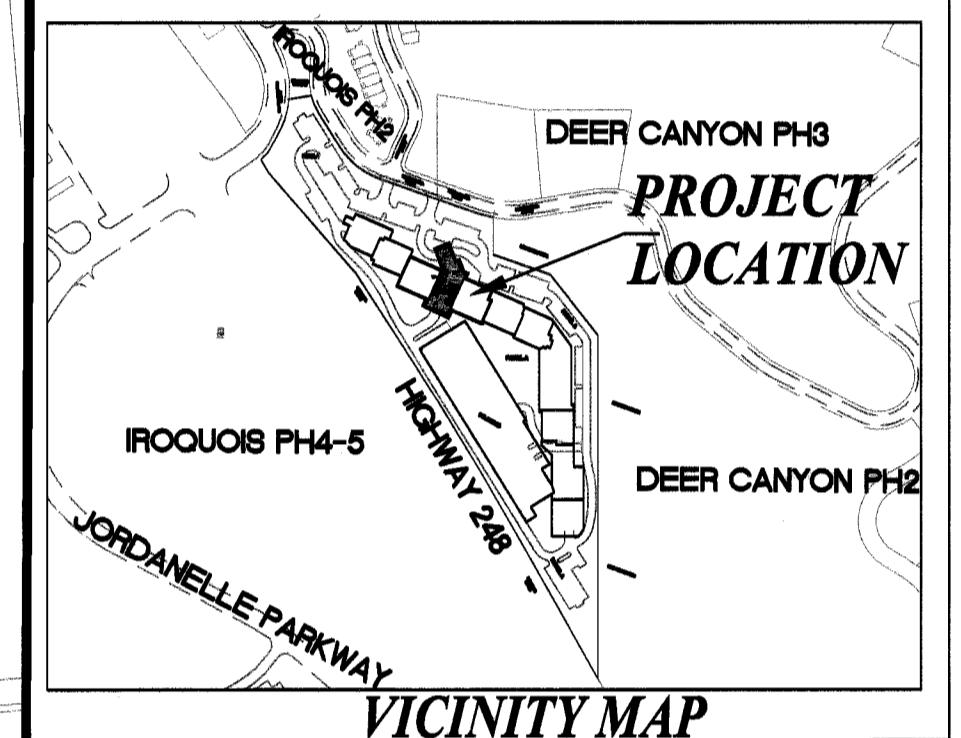 IROQUOIS PH2
DEER CANYON PH3
PROJECT
LOCATION
IROQUOIS PH4-5
HIGHWAY 248
DEER CANYON PH2
JORDANELLE PARKWAY
VICINITY MAP